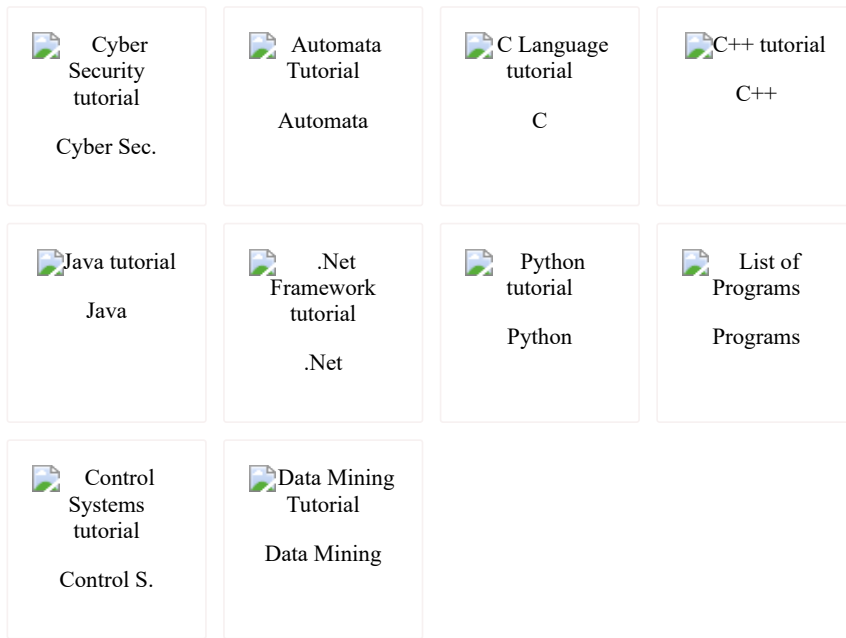 Cyber
Security
tutorial
Cyber Sec.
Automata
Tutorial
Automata
C Language
tutorial
C
C++ tutorial
C++
Java tutorial
Java
.Net
Framework
tutorial
.Net
Python
tutorial
Python
List of
Programs
Programs
Control
Systems
tutorial
Control S.
Data Mining
Tutorial
Data Mining